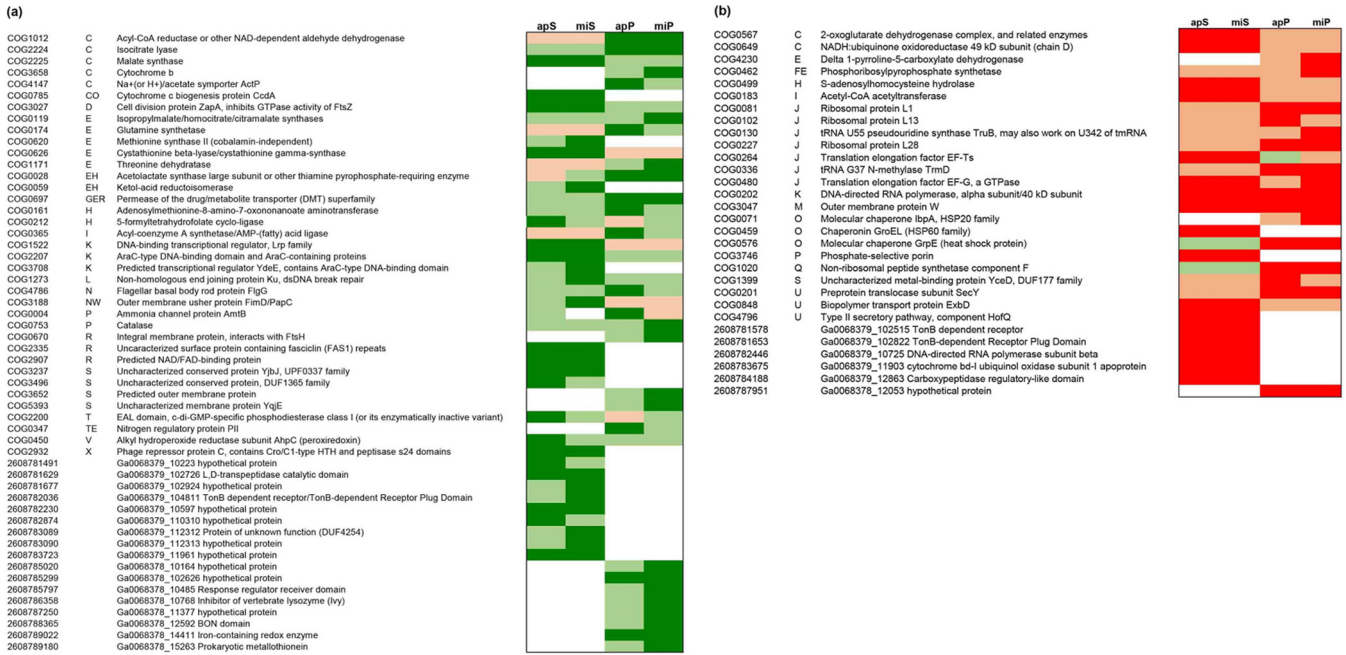 (a)
apS miS apP miP
COG1012 C Acyl-CoA reductase or other NAD-dependent aldehyde dehydrogenase
COG2224 C Isocitrate lyase
COG2225 C Malate synthase
COG3658 C Cytochrome b
COG4147 C Na+(or H+)/acetate symporter ActP
COG0785 CO Cytochrome c biogenesis protein CcdA
COG3027 D Cell division protein ZapA, inhibits GTPase activity of FtsZ
COG0119 E Isopropylmalate/homocitrate/citramalate synthases
COG0174 E Glutamine synthetase
COG0620 E Methionine synthase II (cobalamin-independent)
COG0626 E Cystathionine beta-lyase/cystathionine gamma-synthase
COG1171 E Threonine dehydratase
COG0028 EH Acetolactate synthase large subunit or other thiamine pyrophosphate-requiring enzyme
COG0059 EH Ketol-acid reductoisomerase
COG0697 GER Permease of the drug/metabolite transporter (DMT) superfamily
COG0161 H Adenosylmethionine-8-amino-7-oxononanoate aminotransferase
COG0212 H 5-formyltetrahydrofolate cyclo-ligase
COG0365 I Acyl-coenzyme A synthetase/AMP-(fatty) acid ligase
COG1522 K DNA-binding transcriptional regulator, Lrp family
COG2207 K AraC-type DNA-binding domain and AraC-containing proteins
COG3708 K Predicted transcriptional regulator YdeE, contains AraC-type DNA-binding domain
COG1273 L Non-homologous end joining protein Ku, dsDNA break repair
COG4786 N Flagellar basal body rod protein FlgG
COG3188 NW Outer membrane usher protein FimD/PapC
COG0004 P Ammonia channel protein AmtB
COG0753 P Catalase
COG0670 R Integral membrane protein, interacts with FtsH
COG2335 R Uncaracterized surface protein containing fasciclin (FAS1) repeats
COG2907 R Predicted NAD/FAD-binding protein
COG3237 S Uncharacterized conserved protein YjbJ, UPF0337 family
COG3496 S Uncharacterized conserved protein, DUF1365 family
COG3652 S Predicted outer membrane protein
COG5393 S Uncharacterized membrane protein YqjE
COG2200 T EAL domain, c-di-GMP-specific phosphodiesterase class I (or its enzymatically inactive variant)
COG0347 TE Nitrogen regulatory protein PII
COG0450 V Alkyl hydroperoxide reductase subunit AhpC (peroxiredoxin)
COG2932 X Phage repressor protein C, contains Cro/C1-type HTH and peptisase s24 domains
2608781491 Ga0068379_10223 hypothetical protein
2608781629 Ga0068379_102726 L,D-transpeptidase catalytic domain
2608781677 Ga0068379_102924 hypothetical protein
2608782036 Ga0068379_104811 TonB dependent receptor/TonB-dependent Receptor Plug Domain
2608782230 Ga0068379_10597 hypothetical protein
2608782874 Ga0068379_110310 hypothetical protein
2608783089 Ga0068379_112312 Protein of unknown function (DUF4254)
2608783090 Ga0068379_112313 hypothetical protein
2608783723 Ga0068379_11961 hypothetical protein
2608785020 Ga0068378_10164 hypothetical protein
2608785299 Ga0068378_102626 hypothetical protein
2608785797 Ga0068378_10485 Response regulator receiver domain
2608786358 Ga0068378_10768 Inhibitor of vertebrate lysozyme (Ivy)
2608787250 Ga0068378_11377 hypothetical protein
2608788365 Ga0068378_12592 BON domain
2608789022 Ga0068378_14411 Iron-containing redox enzyme
2608789180 Ga0068378_15263 Prokaryotic metallothionein
(b)
apS miS apP miP
COG0567 C 2-oxoglutarate dehydrogenase complex, and related enzymes
COG0649 C NADH:ubiquinone oxidoreductase 49 kD subunit (chain D)
COG4230 E Delta 1-pyrroline-5-carboxylate dehydrogenase
COG0462 FE Phosphoribosylpyrophosphate synthetase
COG0499 H S-adenosylhomocysteine hydrolase
COG0183 I Acetyl-CoA acetyltransferase
COG0081 J Ribosomal protein L1
COG0102 J Ribosomal protein L13
COG0130 J tRNA U55 pseudouridine synthase TruB, may also work on U342 of tmRNA
COG0227 J Ribosomal protein L28
COG0264 J Translation elongation factor EF-Ts
COG0336 J tRNA G37 N-methylase TrmD
COG0480 J Translation elongation factor EF-G, a GTPase
COG0202 K DNA-directed RNA polymerase, alpha subunit/40 kD subunit
COG3047 M Outer membrane protein W
COG0071 O Molecular chaperone IbpA, HSP20 family
COG0459 O Chaperonin GroEL (HSP60 family)
COG0576 O Molecular chaperone GrpE (heat shock protein)
COG3746 P Phosphate-selective porin
COG1020 Q Non-ribosomal peptide synthetase component F
COG1399 S Uncharacterized metal-binding protein YceD, DUF177 family
COG0201 U Preprotein translocase subunit SecY
COG0848 U Biopolymer transport protein ExbD
COG4796 U Type II secretory pathway, component HofQ
2608781578 Ga0068379_102515 TonB dependent receptor
2608781653 Ga0068379_102822 TonB-dependent Receptor Plug Domain
2608782446 Ga0068379_10725 DNA-directed RNA polymerase subunit beta
2608783675 Ga0068379_11903 cytochrome bd-I ubiquinol oxidase subunit 1 apoprotein
2608784188 Ga0068379_12863 Carboxypeptidase regulatory-like domain
2608787951 Ga0068378_12053 hypothetical protein